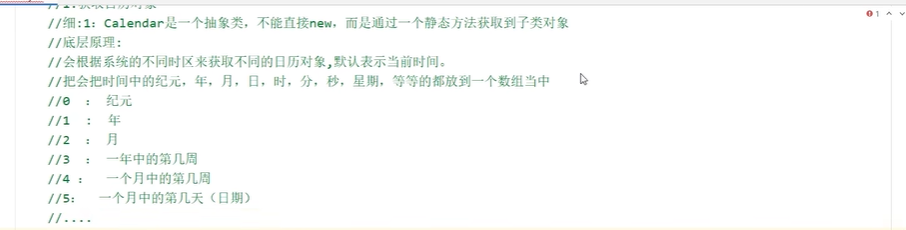 //1.获取日历对象
//细:1: Calendar是一个抽象类，不能直接new，而是通过一个静态方法获取到子类对象
//底层原理:
//会根据系统的不同时区来获取不同的日历对象,默认表示当前时间。
//把会把时间中的纪元，年，月，日，时，分，秒，星期，等等的都放到一个数组当中
//0 : 纪元
//1 : 年
//2 : 月
//3 : 一年中的第几周
//4 : 一个月中的第几周
//5: 一个月中的第几天（日期）
//....
1